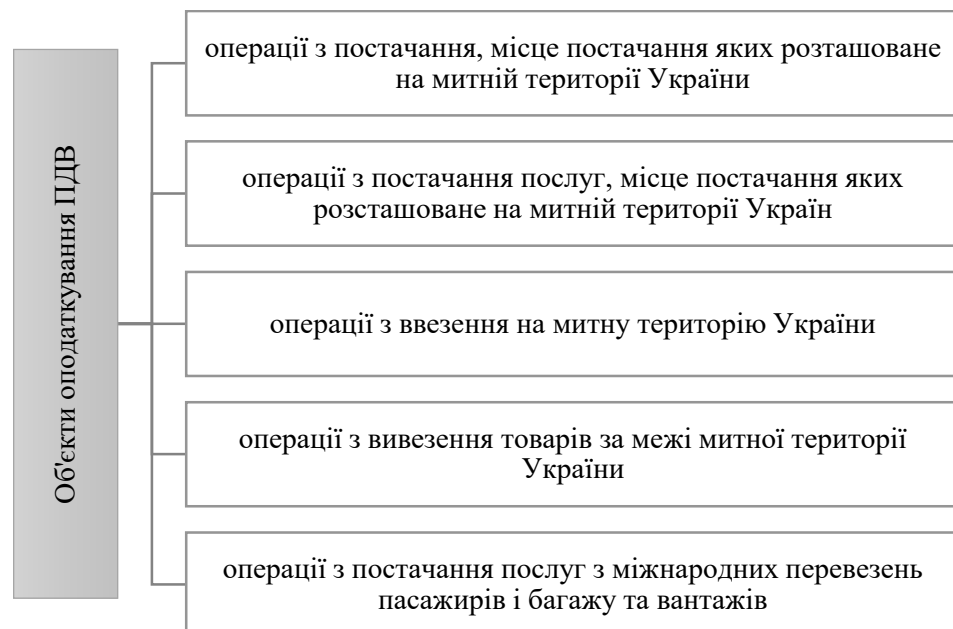 Об'єкти оподаткування ПДВ
операції з постачання, місце постачання яких розташоване
на митній території України
операції з постачання послуг, місце постачання яких
розсташоване на митній території Україн
операції з ввезення на митну територію України
операції з вивезення товарів за межі митної території
України
операції з постачання послуг з міжнародних перевезень
пасажирів і багажу та вантажів